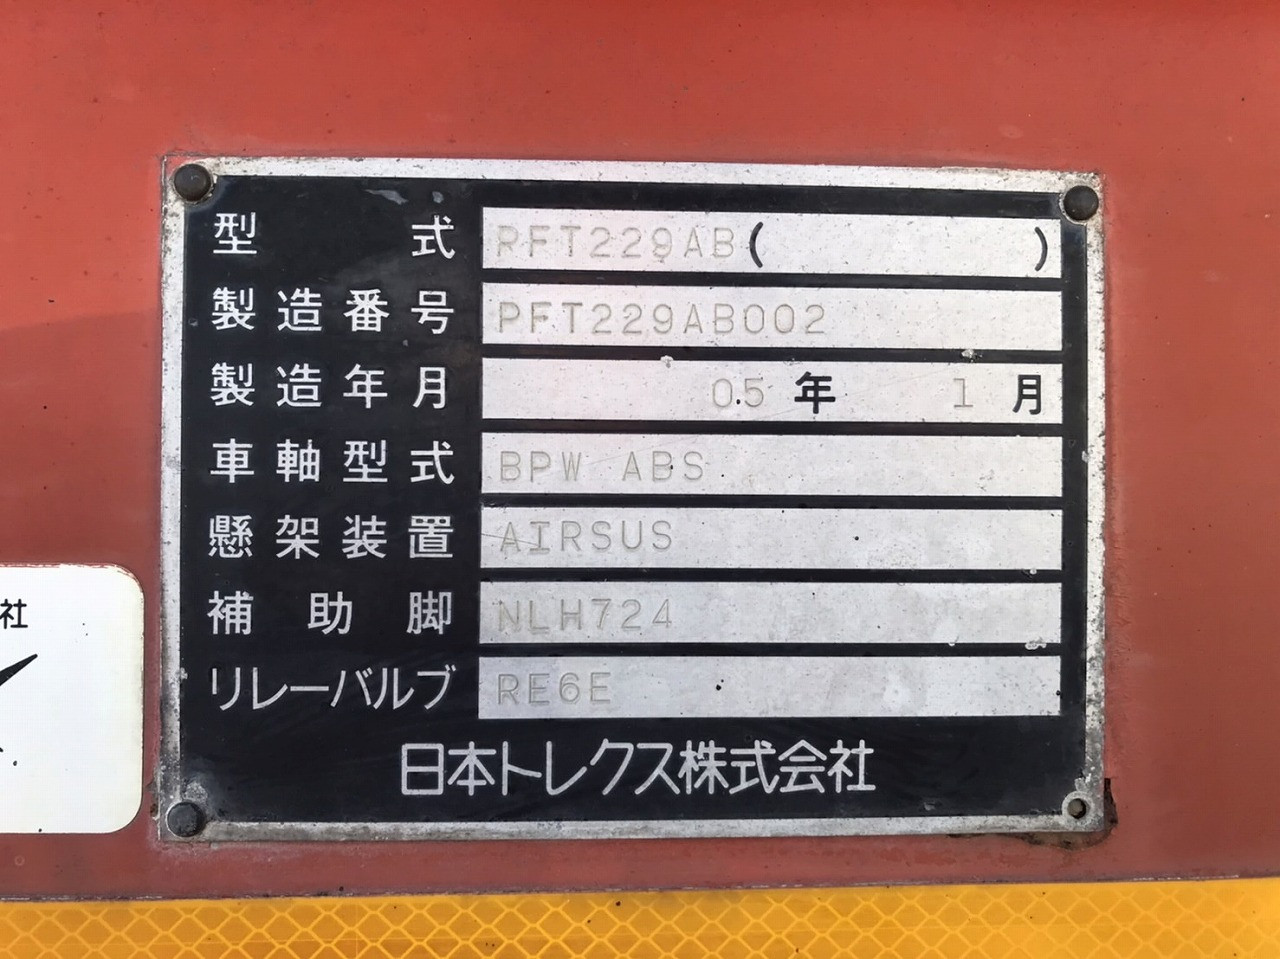 型式 PFT229AB( )
製造番号 PFT229AB002
製造年月 05年 1月
車軸型式 BPW ABS
懸架装置 AIRSUS
補助脚 NLH724
リレーバルブ RE6E
日本トレクス株式会社
社